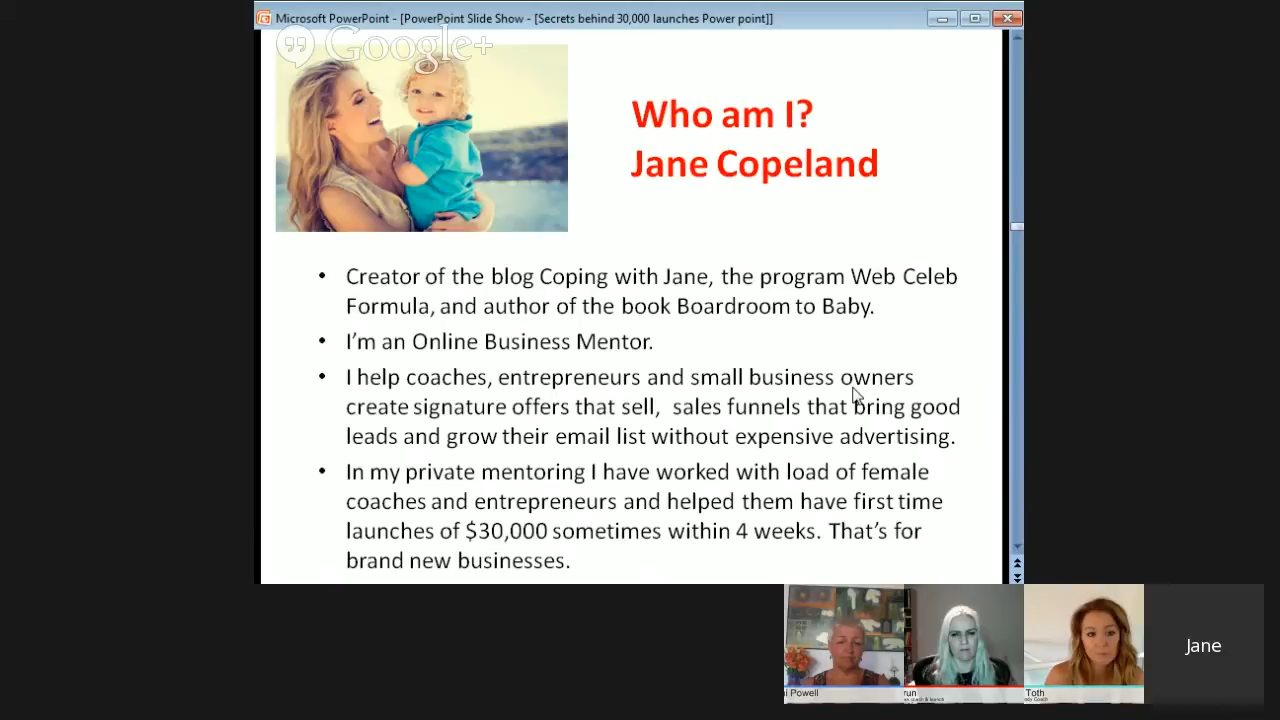 Microsoft PowerPoint - [PowerPoint Slide Show - [Secrets behind 30,000 launches Power point]]
Google+
Who am I?
Jane Copeland
• Creator of the blog Coping with Jane, the program Web Celeb
Formula, and author of the book Boardroom to Baby.
• I'm an Online Business Mentor.
• I help coaches, entrepreneurs and small business owners
create signature offers that sell, sales funnels that bring good
leads and grow their email list without expensive advertising.
• In my private mentoring I have worked with load of female
coaches and entrepreneurs and helped them have first time
launches of $30,000 sometimes within 4 weeks. That's for
brand new businesses.
Powell
run
Toth
Jane